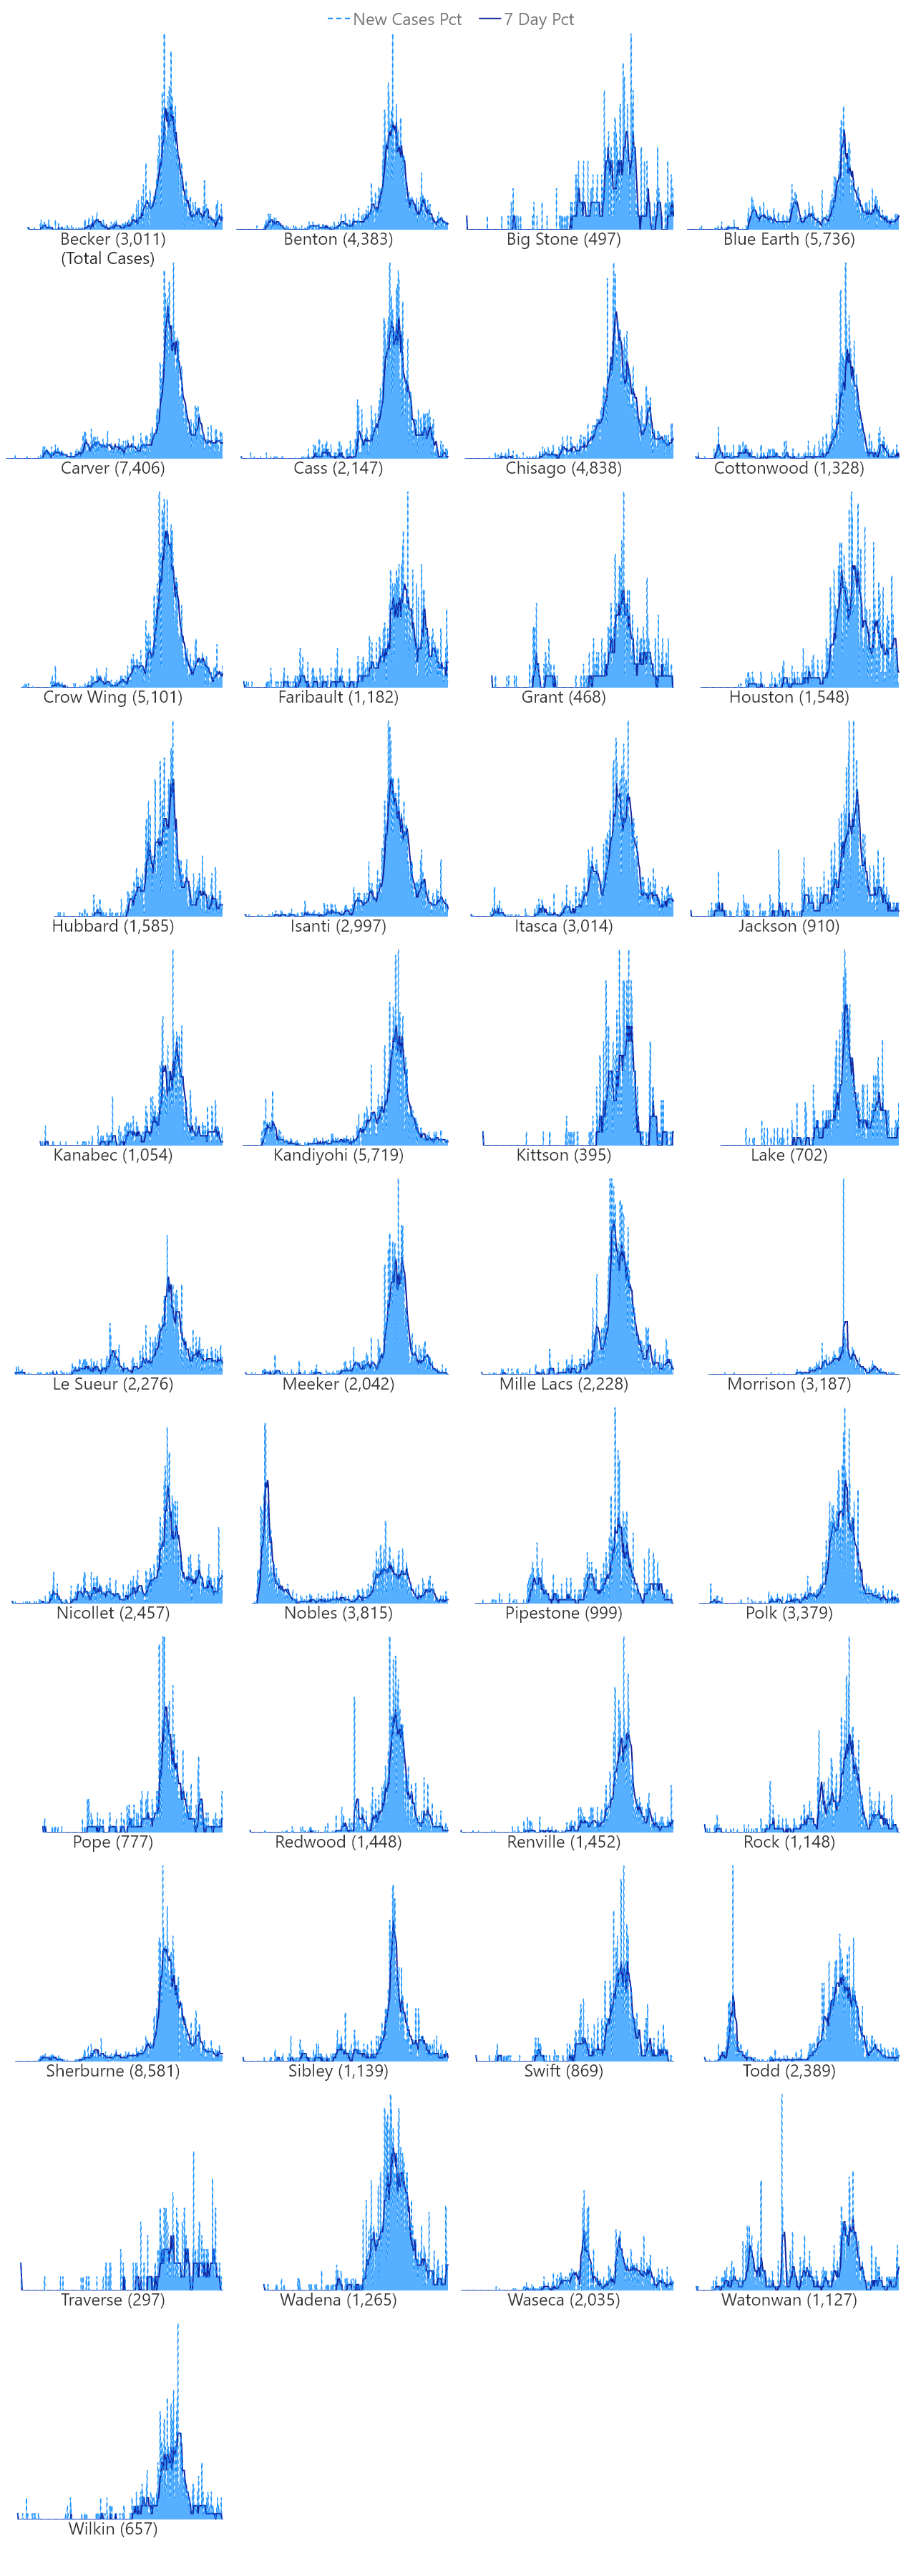 New Cases Pct 7 Day Pct
Becker (3,011) Benton (4,383) Big Stone (497) Blue Earth (5,736)
(Total Cases)
Carver (7,406) Cass (2,147) Chisago (4,838) Cottonwood (1,328)
Crow Wing (5,101) Faribault (1,182) Grant (468) Houston (1,548)
Hubbard (1,585) Isanti (2,997) Itasca (3,014) Jackson (910)
Kanabec (1,054) Kandiyohi (5,719) Kittson (395) Lake (702)
Le Sueur (2,276) Meeker (2,042) Mille Lacs (2,228) Morrison (3,187)
Nicollet (2,457) Nobles (3,815) Pipestone (999) Polk (3,379)
Pope (777) Redwood (1,448) Renville (1,452) Rock (1,148)
Sherburne (8,581) Sibley (1,139) Swift (869) Todd (2,389)
Traverse (297) Wadena (1,265) Waseca (2,035) Watonwan (1,127)
Wilkin (657)